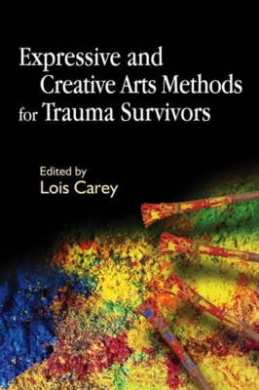 Expressive and
Creative Arts Methods
for Trauma Survivors
Edited by
Lois Carey